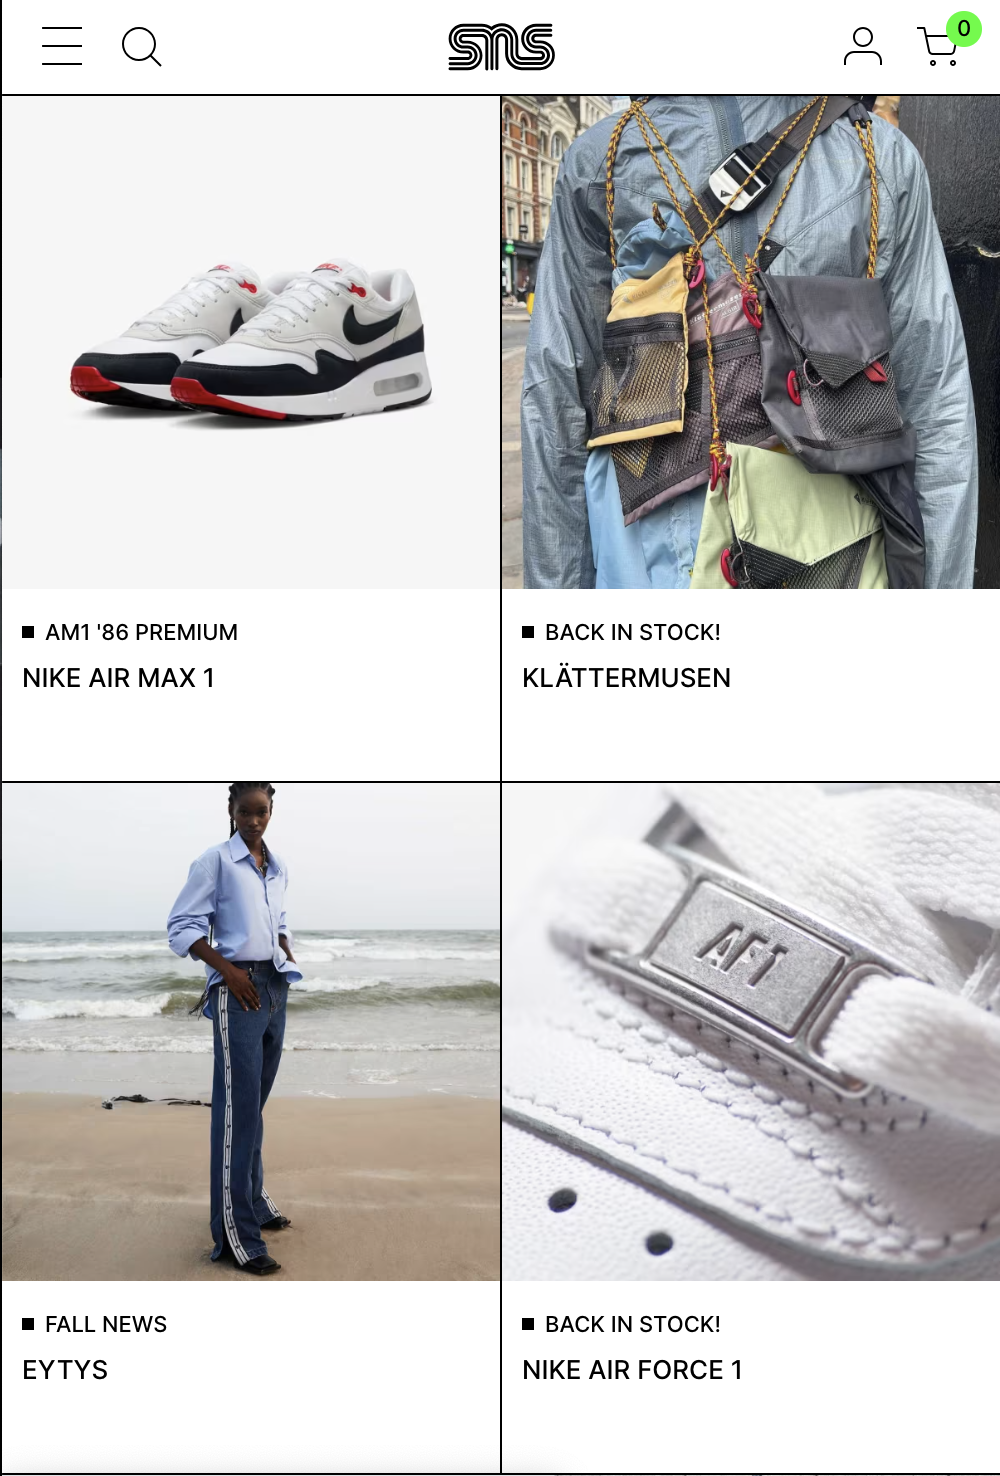 sns
0
AM1 '86 PREMIUM
NIKE AIR MAX 1
BACK IN STOCK!
KLÄTTERMUSEN
AF1
FALL NEWS
EYTYS
BACK IN STOCK!
NIKE AIR FORCE 1